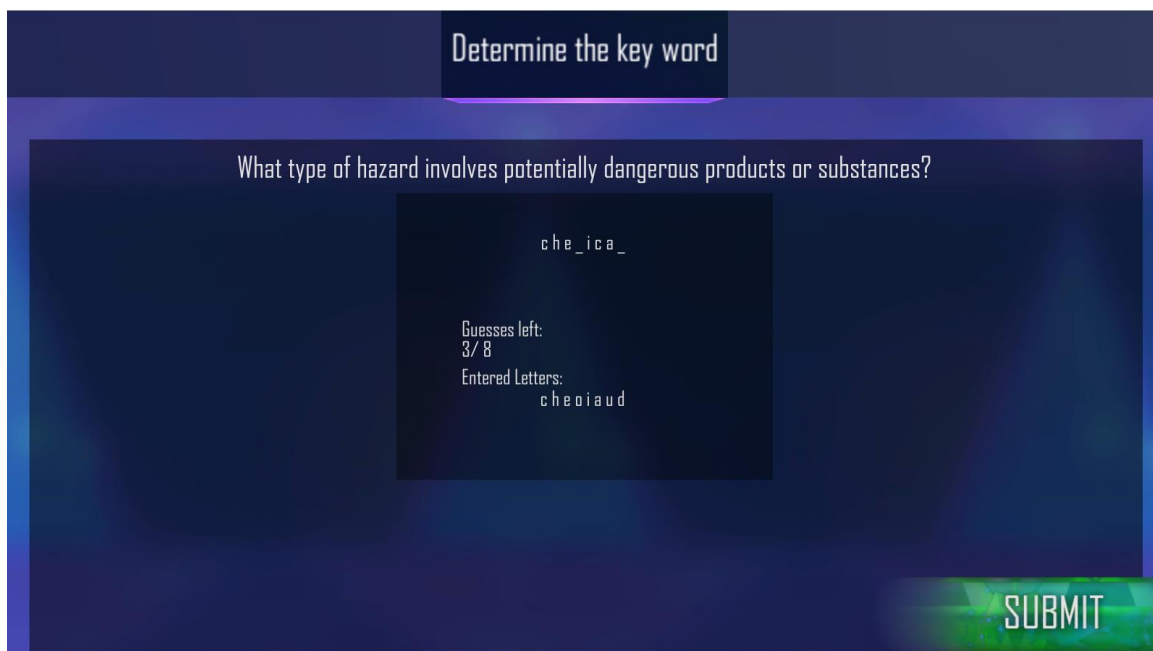 Determine the key word
What type of hazard involves potentially dangerous products or substances?
c h e _ i c a _
Guesses left:
3/ 8
Entered Letters:
c h e o i a u d
SUBMIT